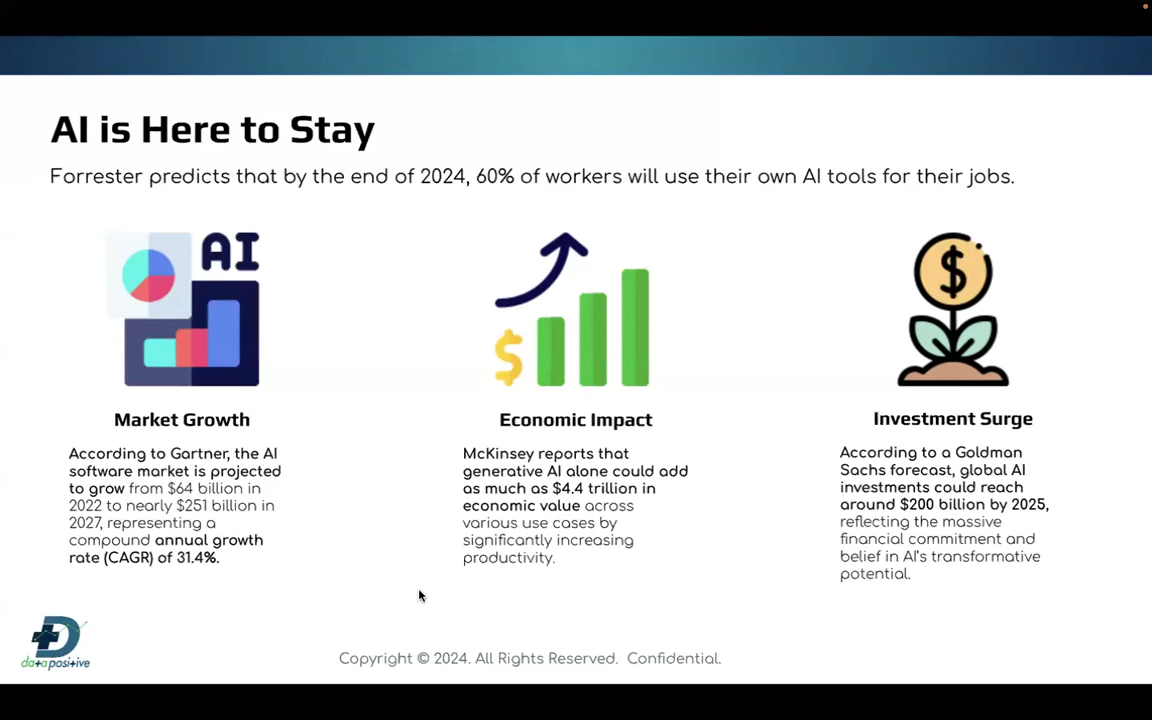 AI is Here to Stay
Forrester predicts that by the end of 2024, 60% of workers will use their own AI tools for their jobs.
AI
$
$
Market Growth
According to Gartner, the AI
software market is projected
to grow from $64 billion in
2022 to nearly $251 billion in
2027, representing a
compound annual growth
rate (CAGR) of 31.4%.
Economic Impact
McKinsey reports that
generative AI alone could add
as much as $4.4 trillion in
economic value across
various use cases by
significantly increasing
productivity.
Investment Surge
According to a Goldman
Sachs forecast, global AI
investments could reach
around $200 billion by 2025,
reflecting the massive
financial commitment and
belief in AI's transformative
potential.
D
data positive
Copyright © 2024. All Rights Reserved. Confidential.